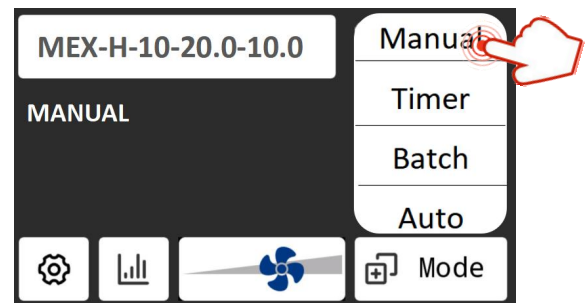 MEX-H-10-20.0-10.0
MANUAL
Manual
Timer
Batch
Auto
Mode